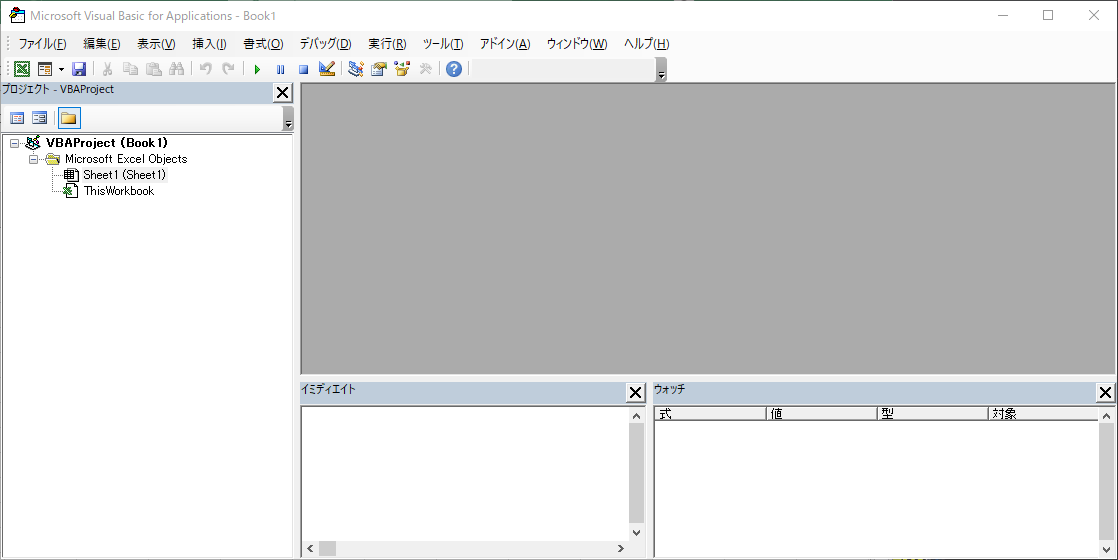 Microsoft Visual Basic for Applications - Book1
ファイル(F) 編集(E) 表示(V) 挿入(I) 書式(O) デバッグ(D) 実行(R) ツール(T) アドイン(A) ウィンドウ(W) ヘルプ(H)
プロジェクト - VBAProject
VBAProject (Book1)
Microsoft Excel Objects
Sheet1 (Sheet1)
ThisWorkbook
イミディエイト
ウォッチ
式 値 型 対象